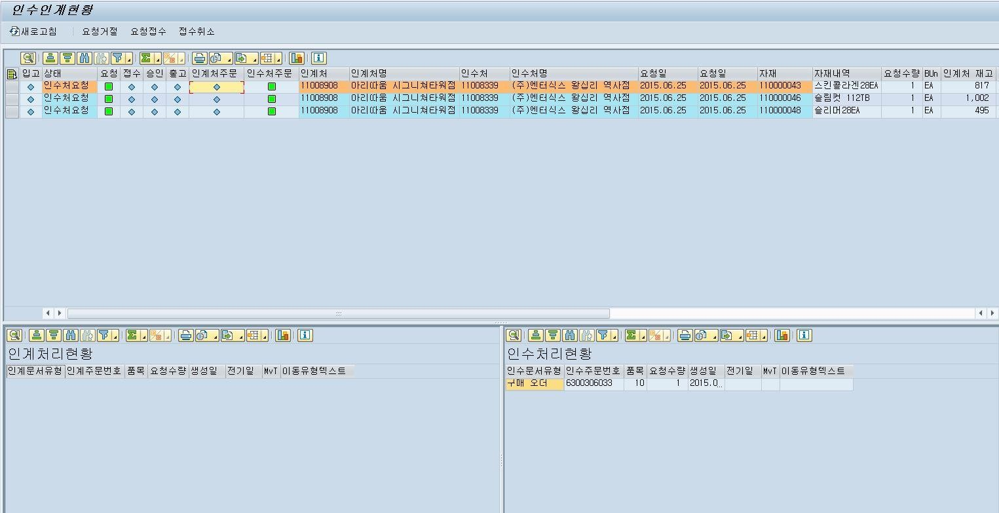 인수인계현황
새로고침 요청거절 요청접수 접수취소
입고 상태 요청 접수 승인 출고 인계처주문 인수처주문 인계처 인계처명 인수처 인수처명 요청일 요청일 자재 자재내역 요청수량 BUn 인계처 재고
인수처요청 11008908 아리따움 시그니쳐타워점 11008339 (주)엔터식스 왕십리 역사점 2015.06.25 2015.06.25 110000043 스킨콜라겐28EA 1 EA 817
인수처요청 11008908 아리따움 시그니쳐타워점 11008339 (주)엔터식스 왕십리 역사점 2015.06.25 2015.06.25 110000046 슬림컷 112TB 1 EA 1,002
인수처요청 11008908 아리따움 시그니쳐타워점 11008339 (주)엔터식스 왕십리 역사점 2015.06.25 2015.06.25 110000048 슬리머28EA 1 EA 495
인계처리현황
인계문서유형 인계주문번호 품목 요청수량 생성일 전기일 MvT 이동유형텍스트
인수처리현황
인수문서유형 인수주문번호 품목 요청수량 생성일 전기일 MvT 이동유형텍스트
구매 오더 6300306033 10 1 2015.0...